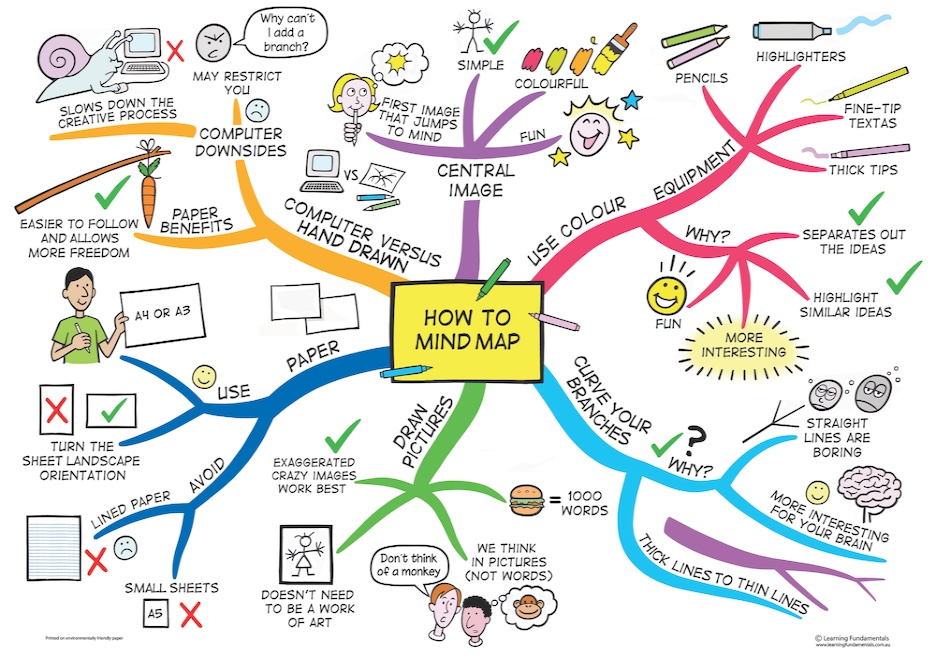 HOW TO
MIND MAP
CENTRAL
IMAGE
FIRST IMAGE
THAT JUMPS
TO MIND
SIMPLE
COLOURFUL
FUN
USE COLOUR
EQUIPMENT
PENCILS
HIGHLIGHTERS
FINE-TIP
TEXTAS
THICK TIPS
WHY?
SEPARATES OUT
THE IDEAS
HIGHLIGHT
SIMILAR IDEAS
MORE
INTERESTING
FUN
CURVE YOUR
BRANCHES
?
WHY?
STRAIGHT
LINES ARE
BORING
MORE INTERESTING
FOR YOUR BRAIN
THICK LINES TO THIN LINES
DRAW
PICTURES
= 1000
WORDS
WE THINK
IN PICTURES
(NOT WORDS)
Don't think
of a monkey
DOESN'T NEED
TO BE A WORK
OF ART
EXAGGERATED
CRAZY IMAGES
WORK BEST
PAPER
USE
A4 OR A3
TURN THE
SHEET LANDSCAPE
ORIENTATION
AVOID
LINED PAPER
SMALL SHEETS
A5
COMPUTER VERSUS
HAND DRAWN
VS
PAPER
BENEFITS
EASIER TO FOLLOW
AND ALLOWS
MORE FREEDOM
COMPUTER
DOWNSIDES
SLOWS DOWN THE
CREATIVE PROCESS
MAY RESTRICT
YOU
Why can't
I add a
branch?
Printed on environmentally friendly paper
© Learning Fundamentals
www.learningfundamentals.com.au